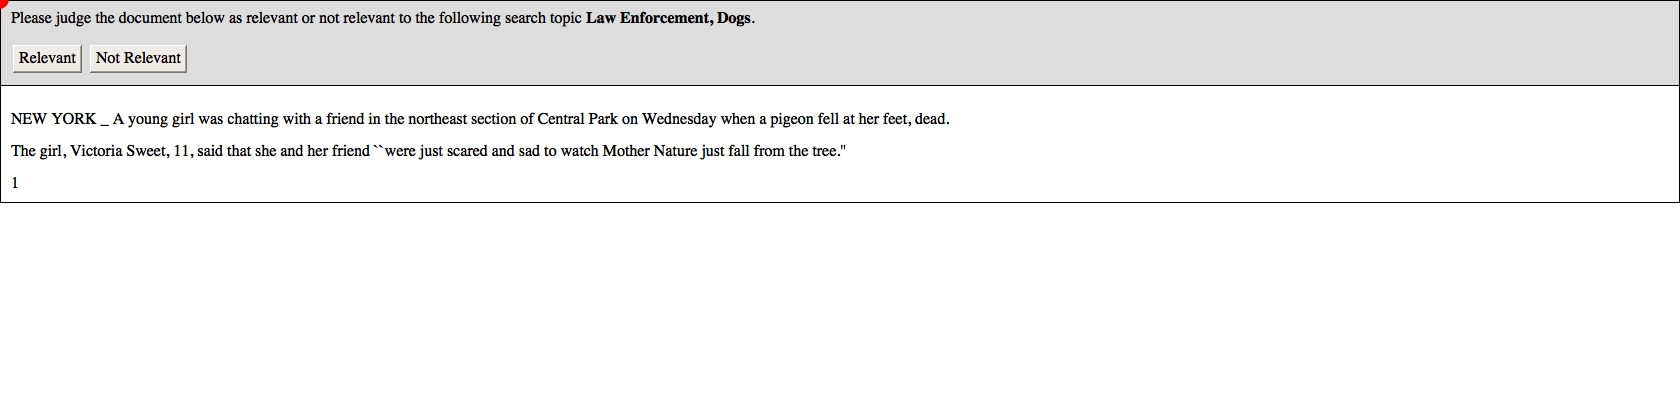 Please judge the document below as relevant or not relevant to the following search topic Law Enforcement, Dogs.
Relevant Not Relevant
NEW YORK _ A young girl was chatting with a friend in the northeast section of Central Park on Wednesday when a pigeon fell at her feet, dead.
The girl, Victoria Sweet, 11, said that she and her friend ``were just scared and sad to watch Mother Nature just fall from the tree."
1